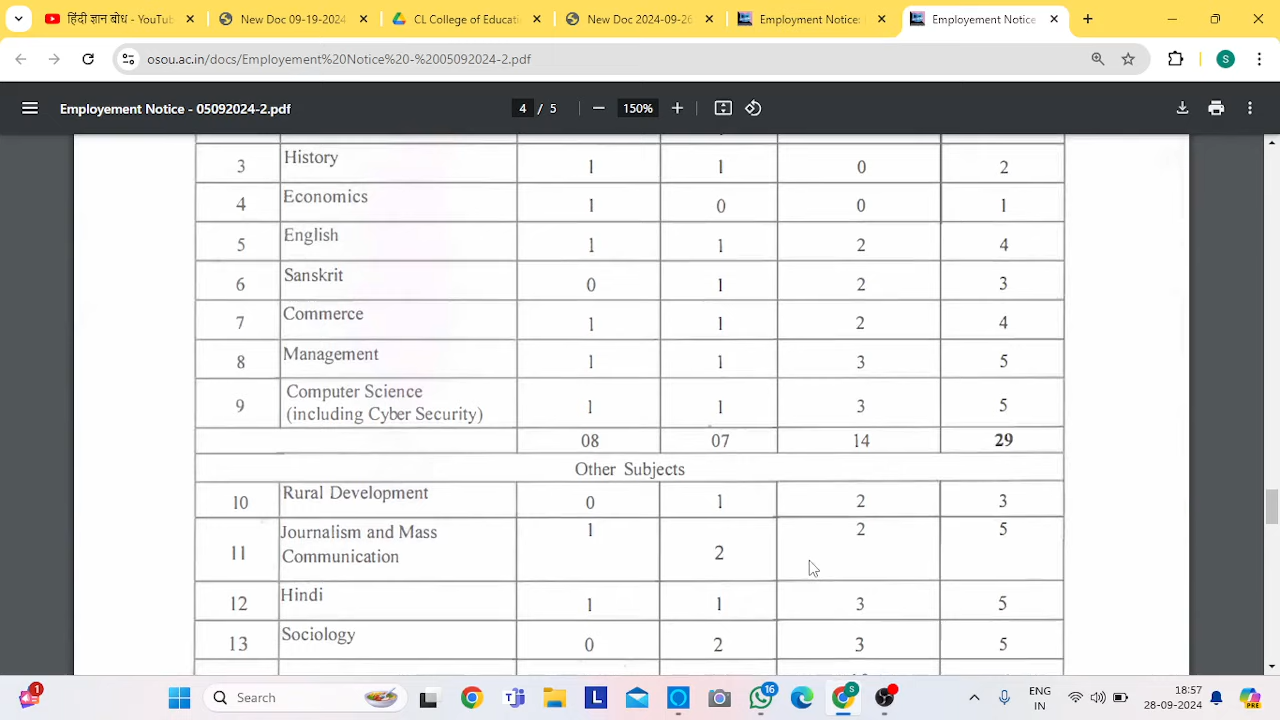 हिंदी ज्ञान बोध - YouTube
New Doc 09-19-2024
CL College of Educati
New Doc 2024-09-26
Employement Notice:
Employement Notice
osou.ac.in/docs/Employement%20Notice%20-%2005092024-2.pdf
S
Employement Notice - 05092024-2.pdf
4 / 5
150%
3 History 1 1 0 2
4 Economics 1 0 0 1
5 English 1 1 2 4
6 Sanskrit 0 1 2 3
7 Commerce 1 1 2 4
8 Management 1 1 3 5
9 Computer Science (including Cyber Security) 1 1 3 5
08 07 14 29
Other Subjects
10 Rural Development 0 1 2 3
11 Journalism and Mass Communication 1 2 2 5
12 Hindi 1 1 3 5
13 Sociology 0 2 3 5
1
Search
L
16
S
ENG
IN
18:57
28-09-2024
PRE